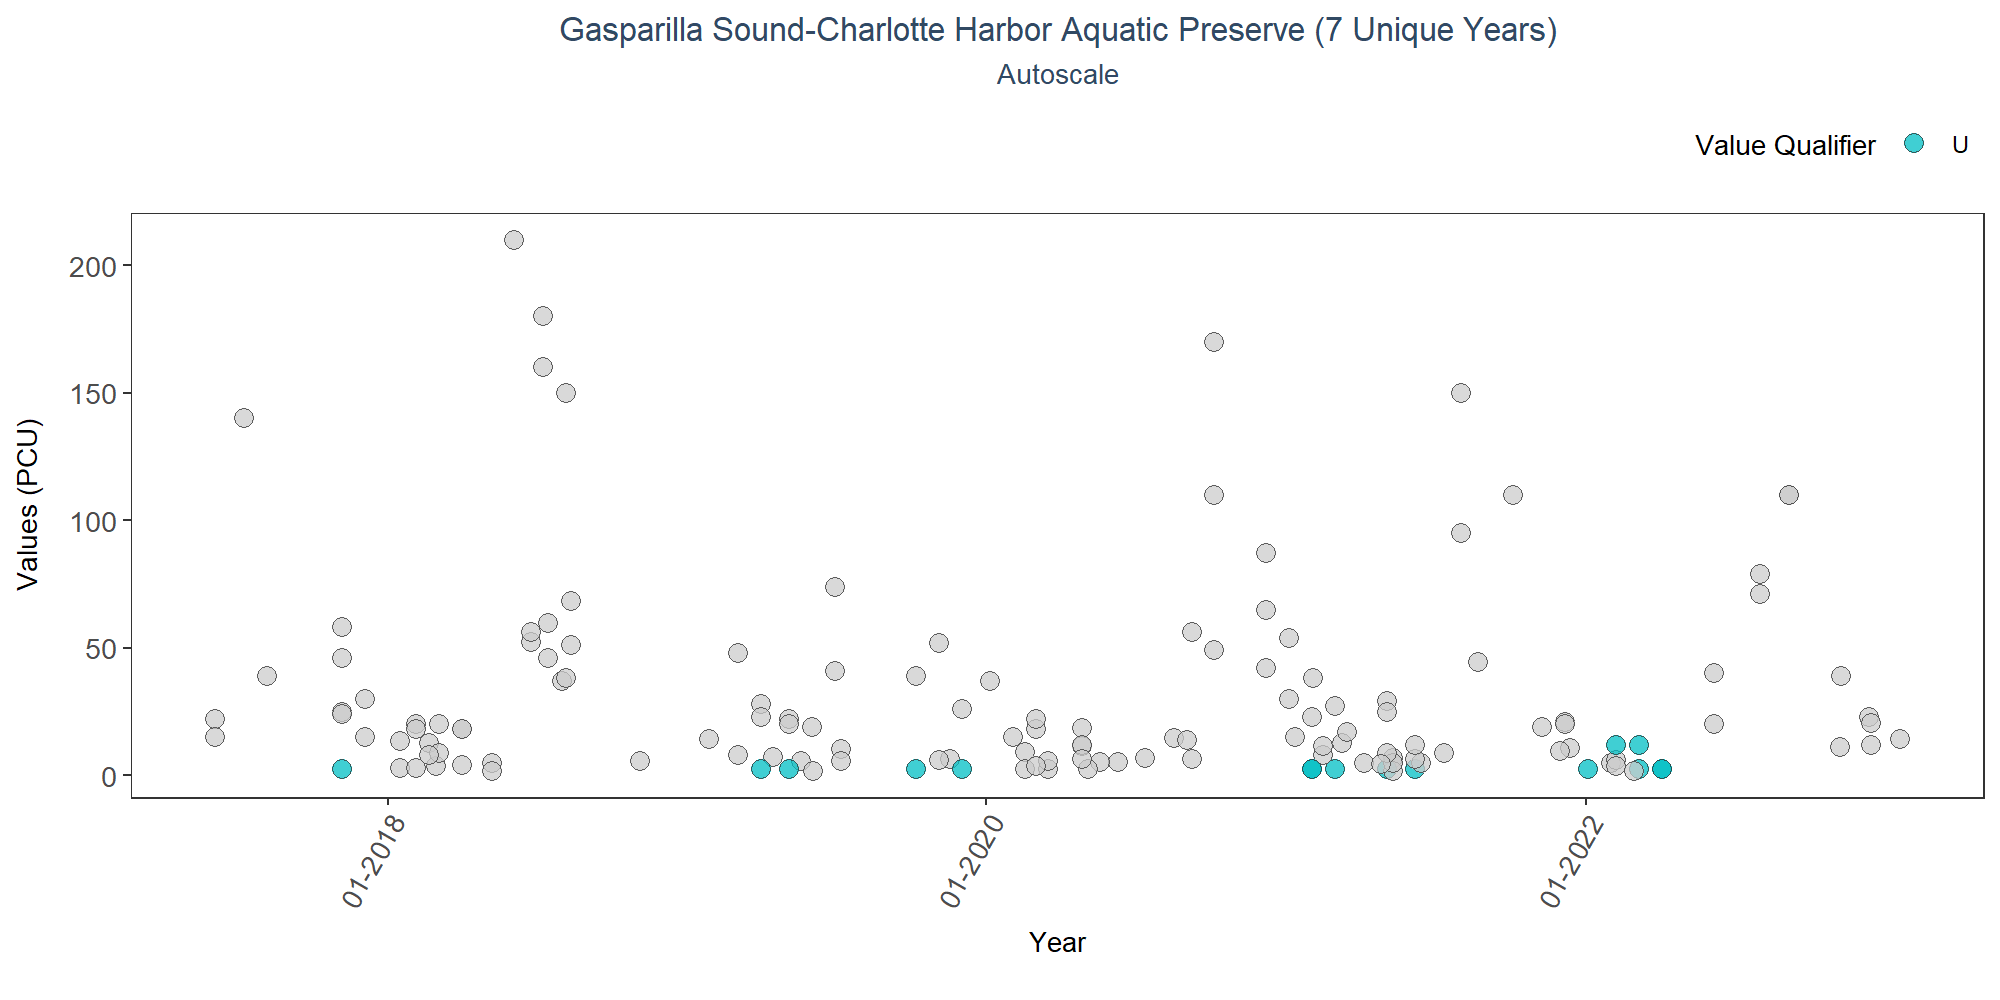 Gasparilla Sound-Charlotte Harbor Aquatic Preserve (7 Unique Years)
Autoscale
Value Qualifier U
200
150
100
50
0
Values (PCU)
01-2018
01-2020
01-2022
Year